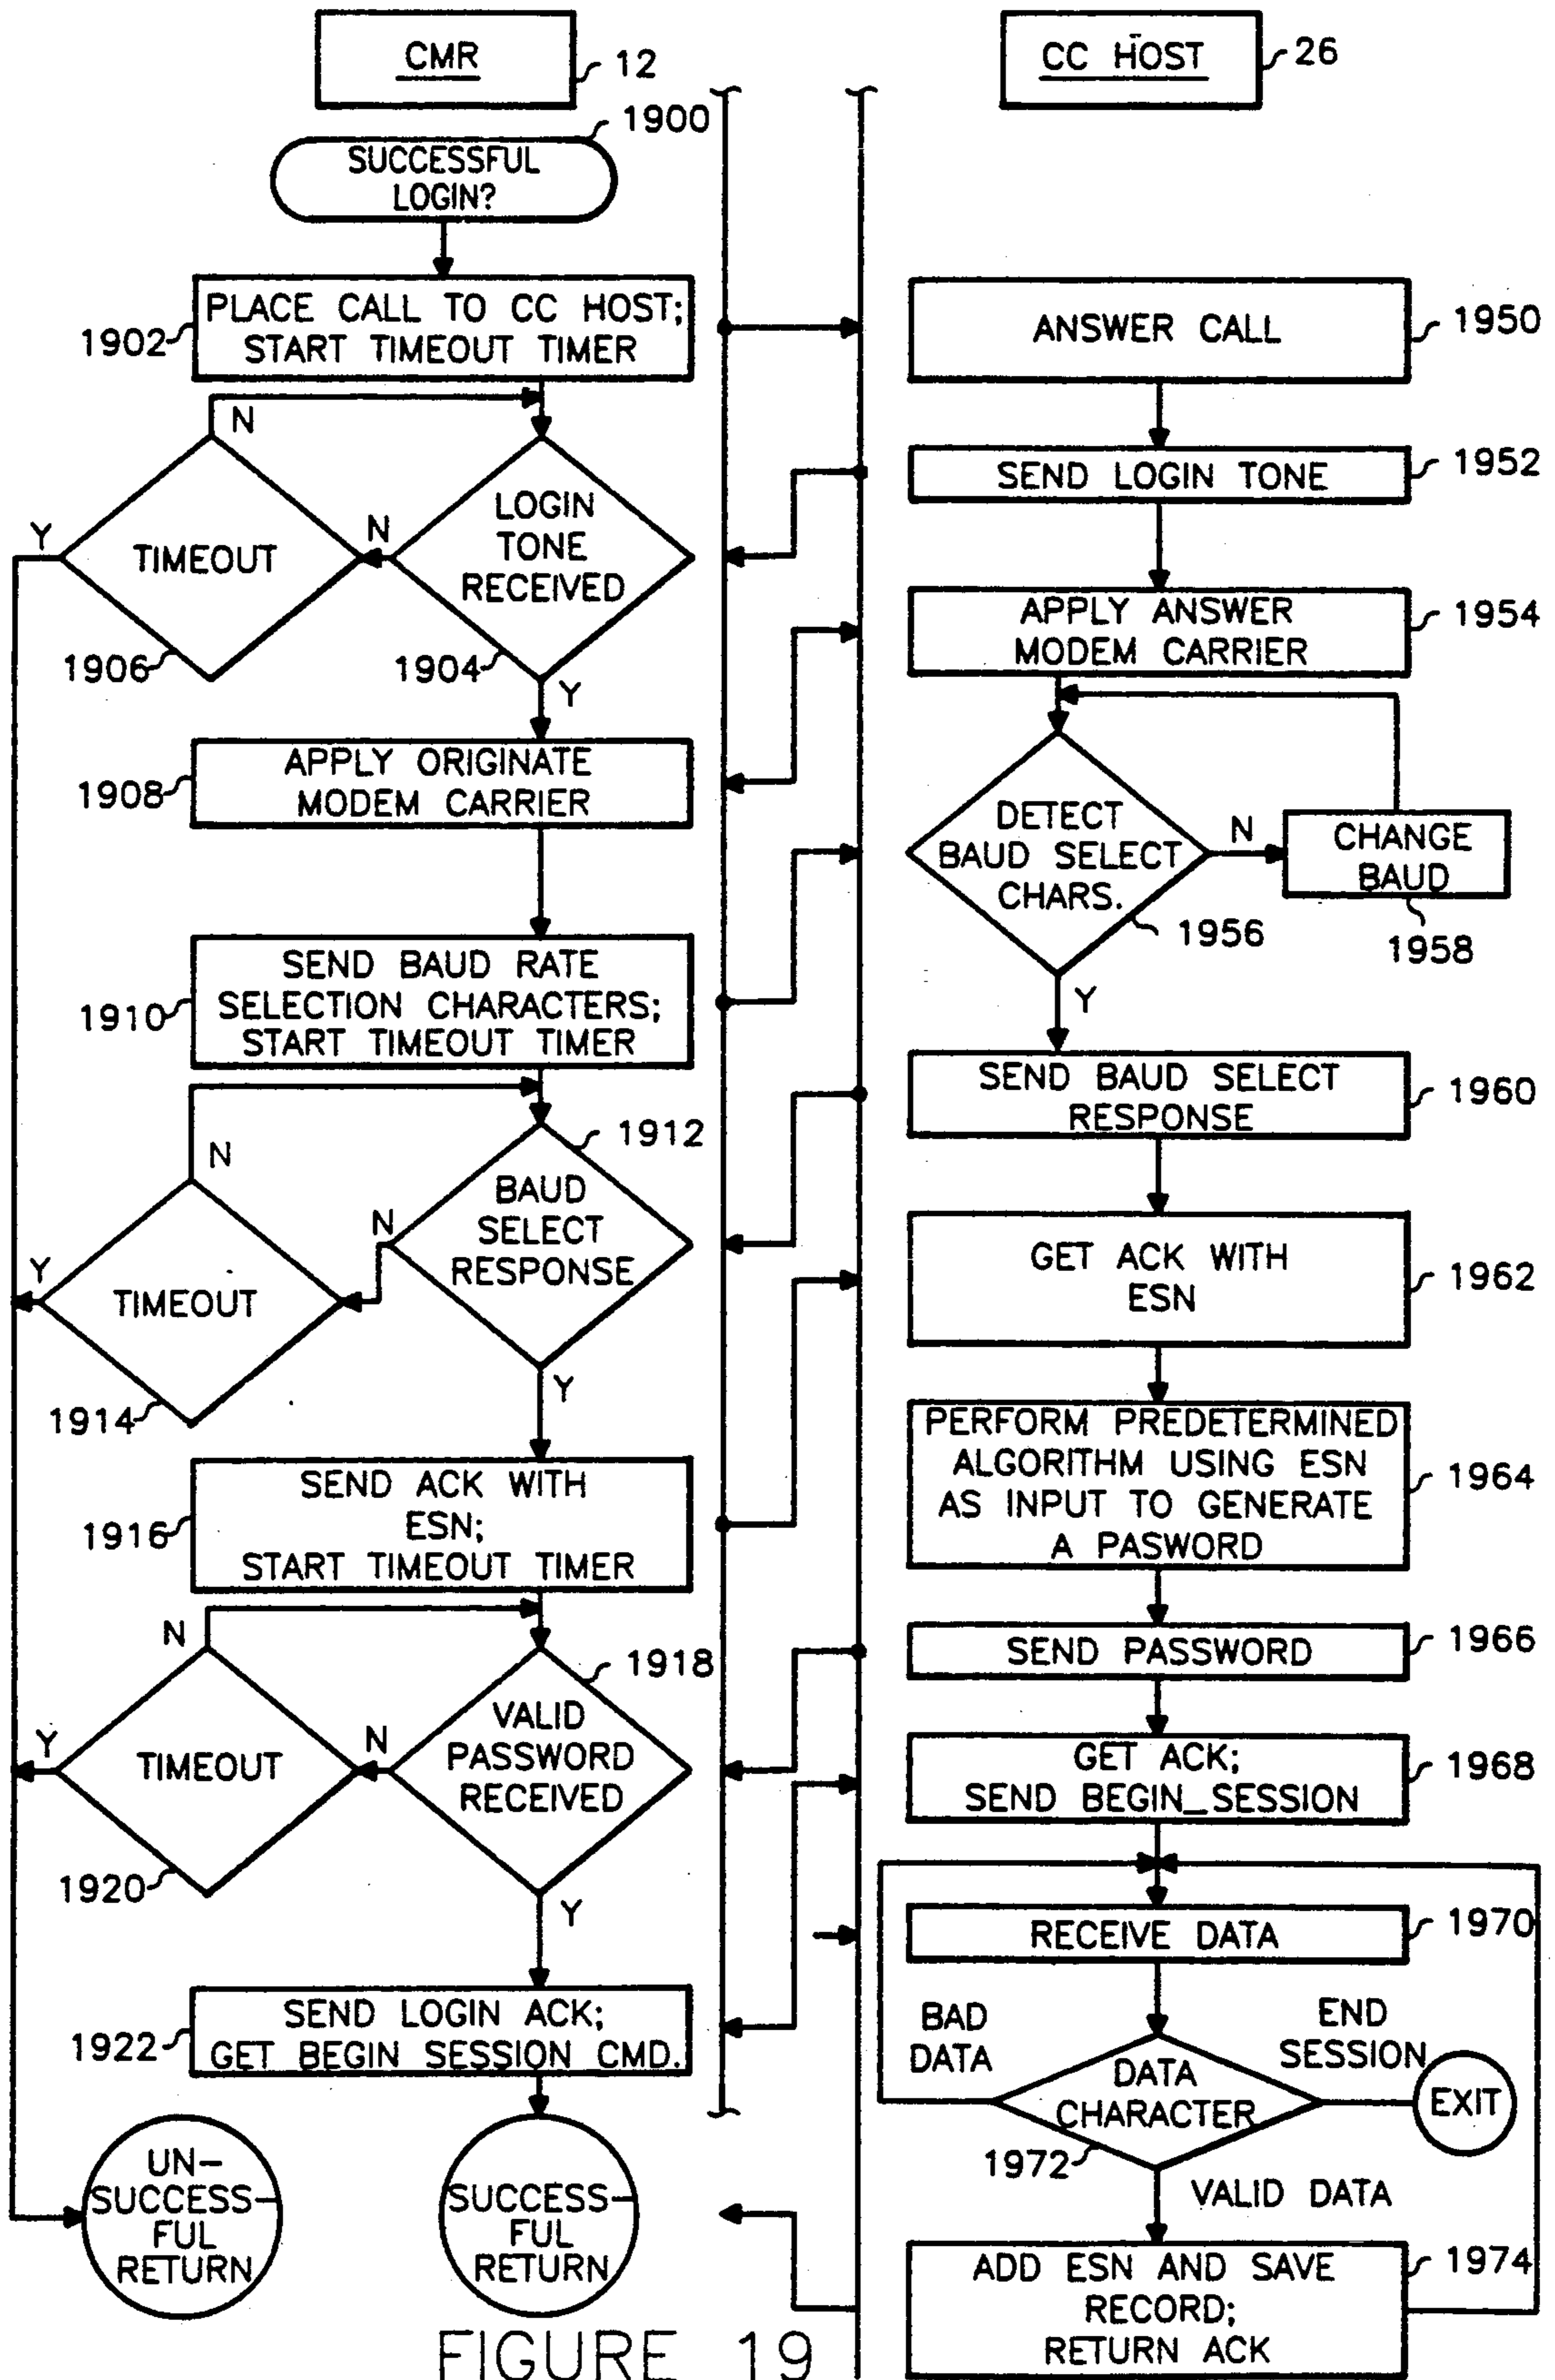 CMR
12
CC HOST
26
1900
SUCCESSFUL
LOGIN?
PLACE CALL TO CC HOST;
START TIMEOUT TIMER
1902
N
LOGIN
TONE
RECEIVED
N
TIMEOUT
Y
1906
1904
Y
APPLY ORIGINATE
MODEM CARRIER
1908
SEND BAUD RATE
SELECTION CHARACTERS;
START TIMEOUT TIMER
1910
N
1912
BAUD
SELECT
RESPONSE
N
Y
TIMEOUT
1914
Y
SEND ACK WITH
ESN;
START TIMEOUT TIMER
1916
N
1918
VALID
PASSWORD
RECEIVED
N
Y
TIMEOUT
1920
Y
SEND LOGIN ACK;
GET BEGIN SESSION CMD.
1922
UN-
SUCCESS-
FUL
RETURN
SUCCESS-
FUL
RETURN
ANSWER CALL
1950
SEND LOGIN TONE
1952
APPLY ANSWER
MODEM CARRIER
1954
DETECT
BAUD SELECT
CHARS.
N
CHANGE
BAUD
1956
1958
Y
SEND BAUD SELECT
RESPONSE
1960
GET ACK WITH
ESN
1962
PERFORM PREDETERMINED
ALGORITHM USING ESN
AS INPUT TO GENERATE
A PASWORD
1964
SEND PASSWORD
1966
GET ACK;
SEND BEGIN_SESSION
1968
RECEIVE DATA
1970
BAD
DATA
END
SESSION
DATA
CHARACTER
EXIT
1972
VALID DATA
ADD ESN AND SAVE
RECORD;
RETURN ACK
1974
FIGURE 19